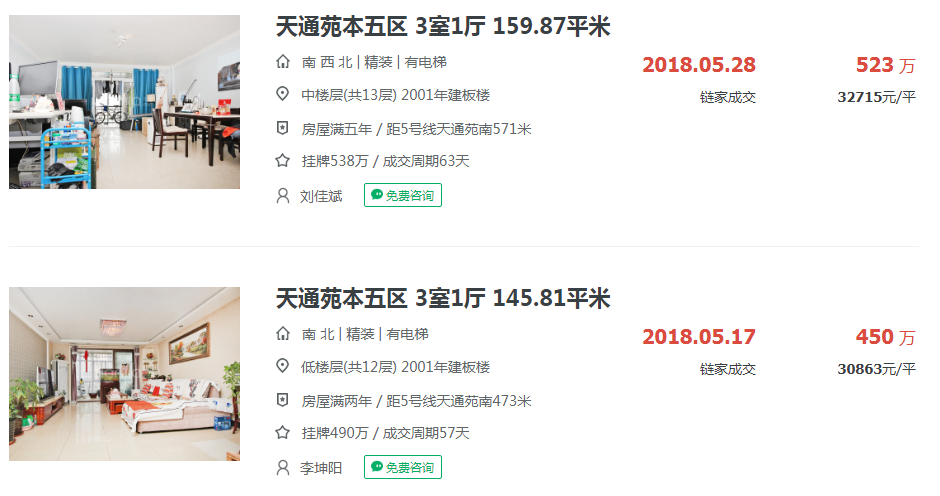 天通苑本五区 3室1厅 159.87平米
南 西 北 | 精装 | 有电梯
2018.05.28
523 万
中楼层(共13层) 2001年建板楼
链家成交
32715元/平
房屋满五年 / 距5号线天通苑南571米
挂牌538万 / 成交周期63天
刘佳斌
免费咨询
天通苑本五区 3室1厅 145.81平米
南 北 | 精装 | 有电梯
2018.05.17
450 万
低楼层(共12层) 2001年建板楼
链家成交
30863元/平
房屋满两年 / 距5号线天通苑南473米
挂牌490万 / 成交周期57天
李坤阳
免费咨询